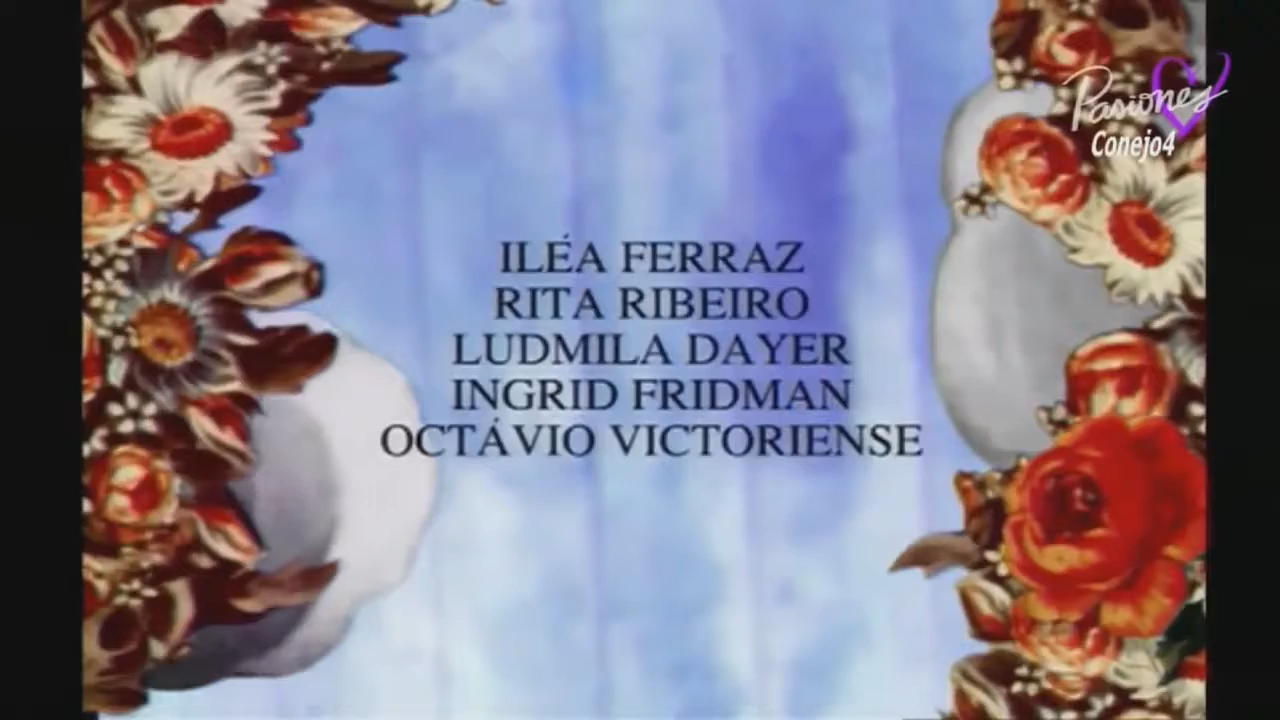 Pasiones
Conejo4
ILÉA FERRAZ
RITA RIBEIRO
LUDMILA DAYER
INGRID FRIDMAN
OCTÁVIO VICTORIENSE